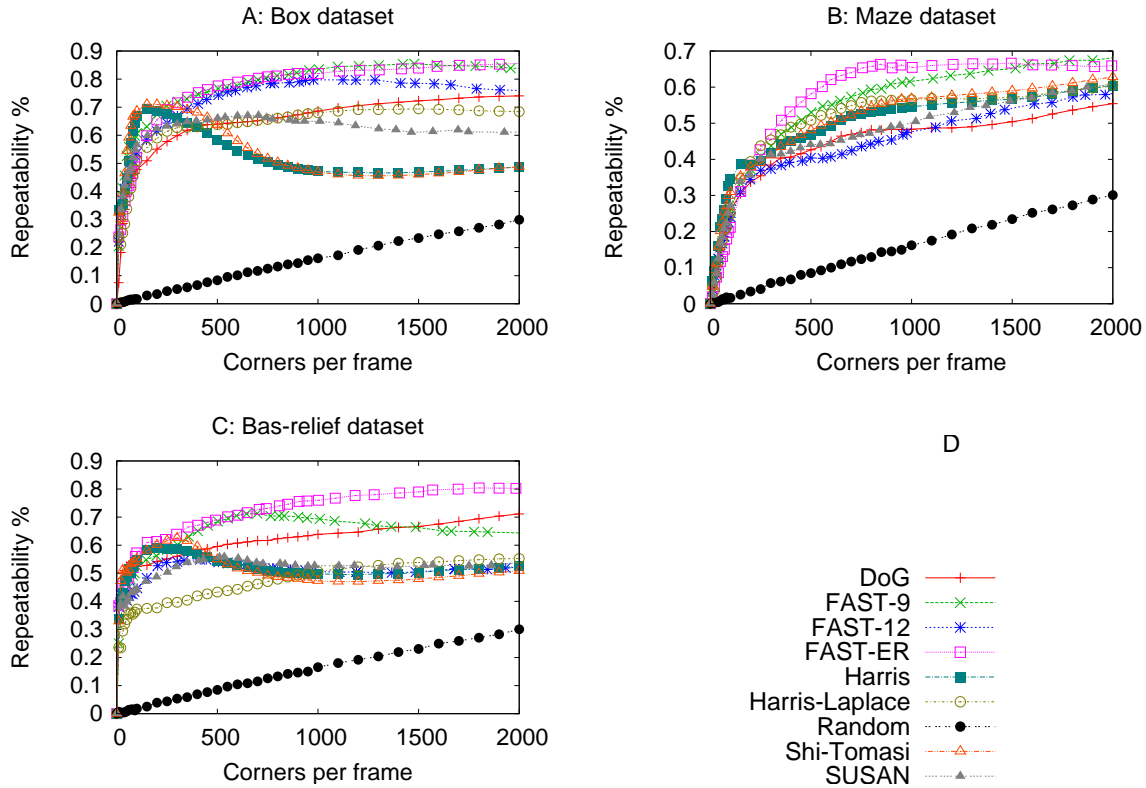 A: Box dataset
Repeatability %
0.9
0.8
0.7
0.6
0.5
0.4
0.3
0.2
0.1
0
0 500 1000 1500 2000
Corners per frame
B: Maze dataset
Repeatability %
0.7
0.6
0.5
0.4
0.3
0.2
0.1
0
0 500 1000 1500 2000
Corners per frame
C: Bas-relief dataset
Repeatability %
0.9
0.8
0.7
0.6
0.5
0.4
0.3
0.2
0.1
0
0 500 1000 1500 2000
Corners per frame
D
DoG
FAST-9
FAST-12
FAST-ER
Harris
Harris-Laplace
Random
Shi-Tomasi
SUSAN